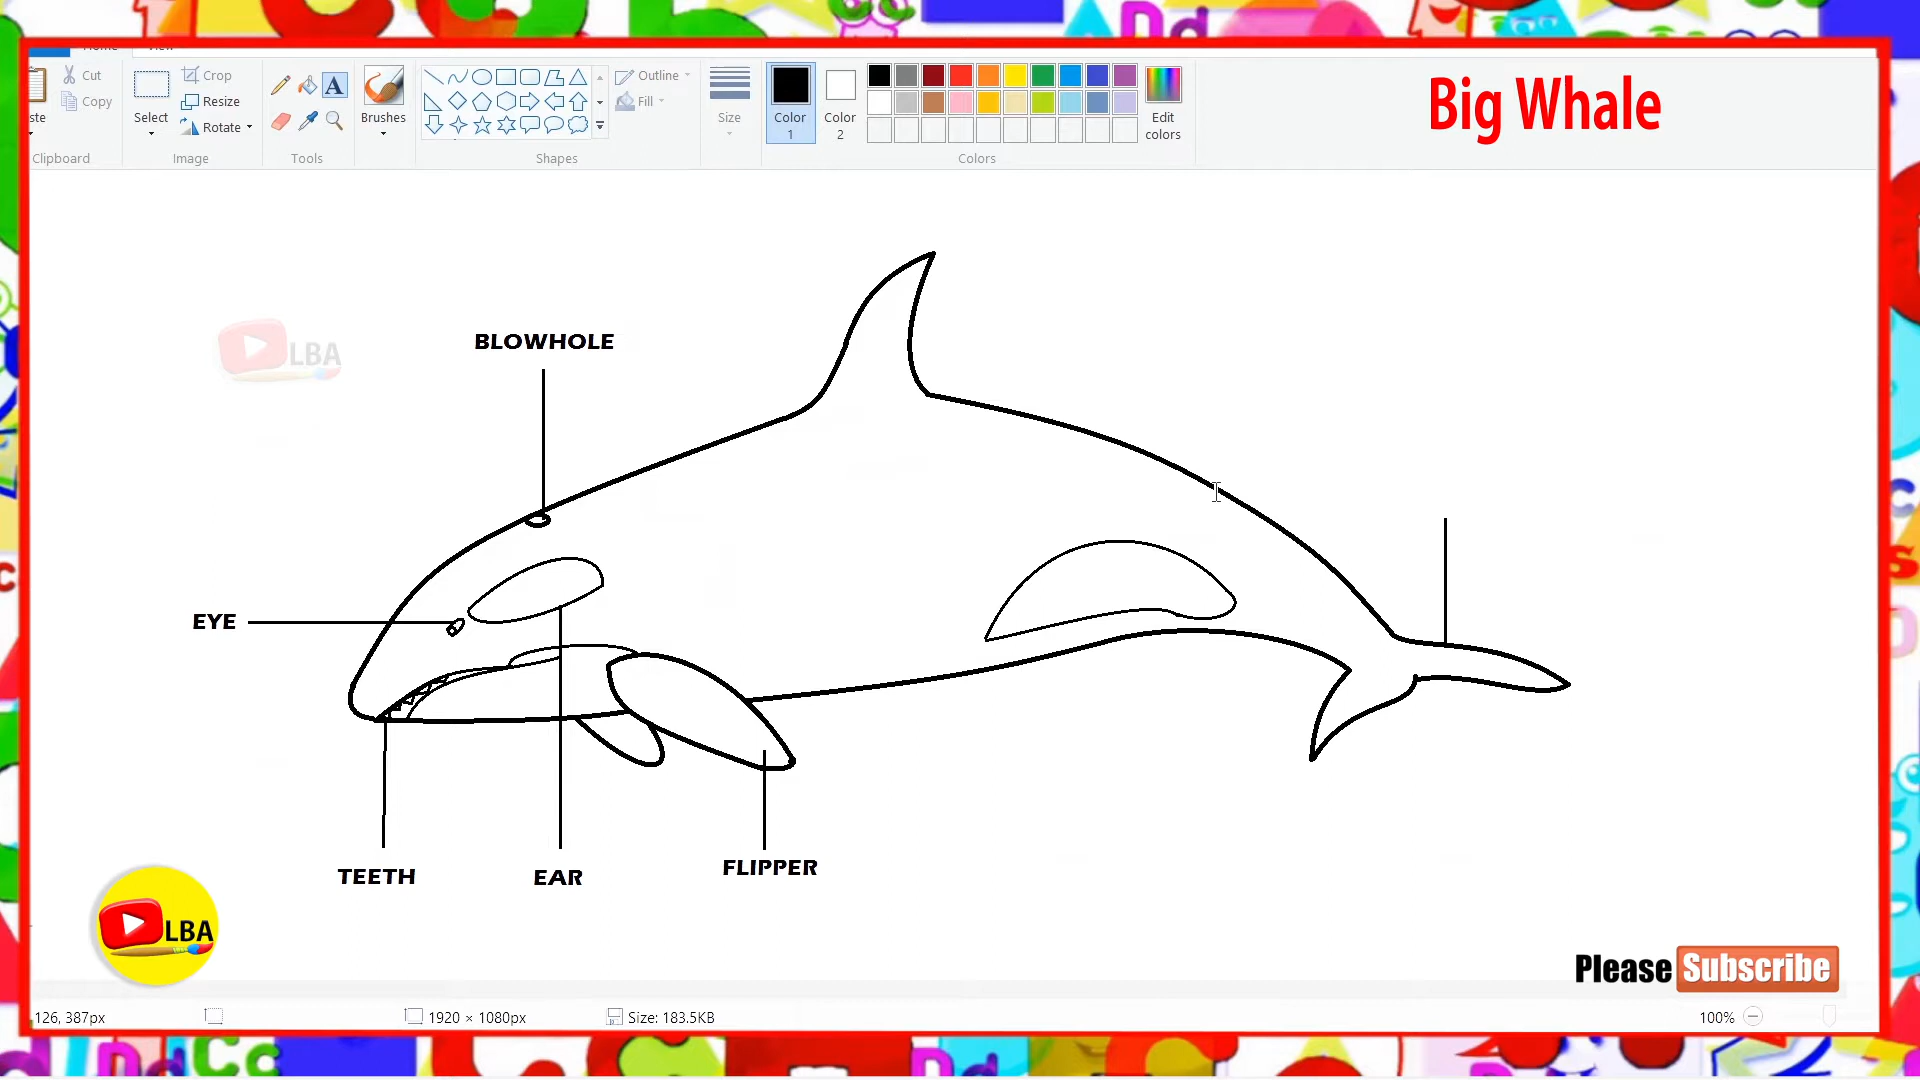 Home View
Big Whale
Cut
Copy
Select
Crop
Resize
Rotate
A
Brushes
Outline
Fill
Size
Color 1
Color 2
Edit colors
Clipboard
Image
Tools
Shapes
Colors
BLOWHOLE
LBA
EYE
TEETH
EAR
FLIPPER
LBA
Please Subscribe
126, 387px
1920 × 1080px
Size: 183.5KB
100%